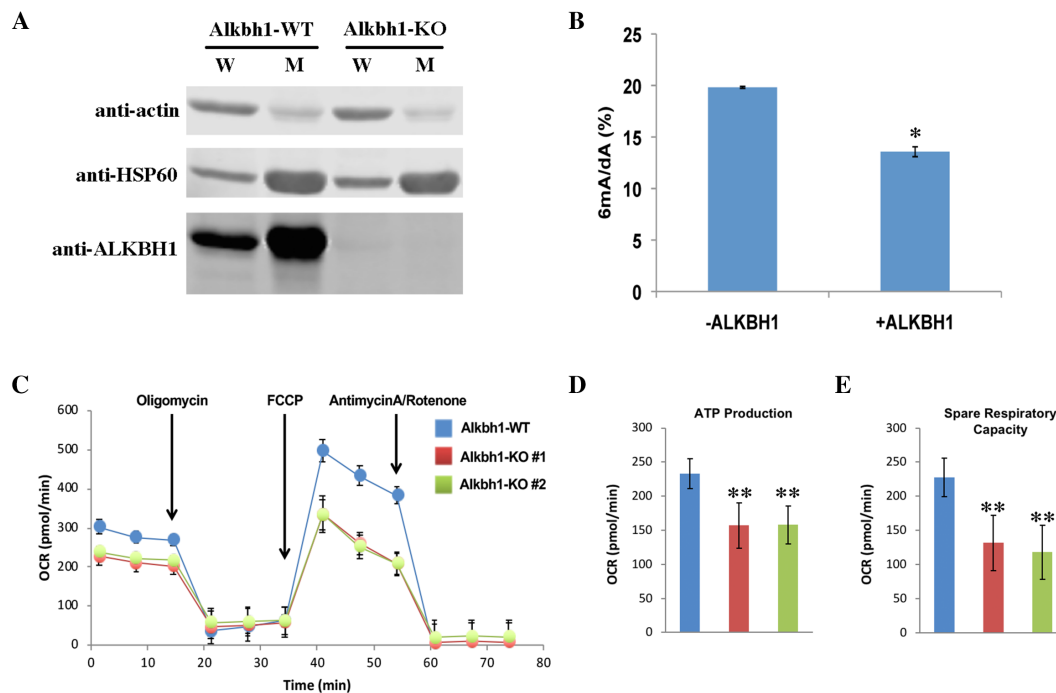 A
Alkbh1-WT Alkbh1-KO
W M W M
anti-actin
anti-HSP60
anti-ALKBH1
B
6mA/dA (%)
25
20
15
10
5
0
*
-ALKBH1 +ALKBH1
C
Oligomycin FCCP AntimycinA/Rotenone
Alkbh1-WT
Alkbh1-KO #1
Alkbh1-KO #2
OCR (pmol/min)
600
500
400
300
200
100
0
0 10 20 30 40 50 60 70 80
Time (min)
D
ATP Production
OCR (pmol/min)
300
250
200
150
100
50
0
** **
E
Spare Respiratory
Capacity
OCR (pmol/min)
300
250
200
150
100
50
0
** **